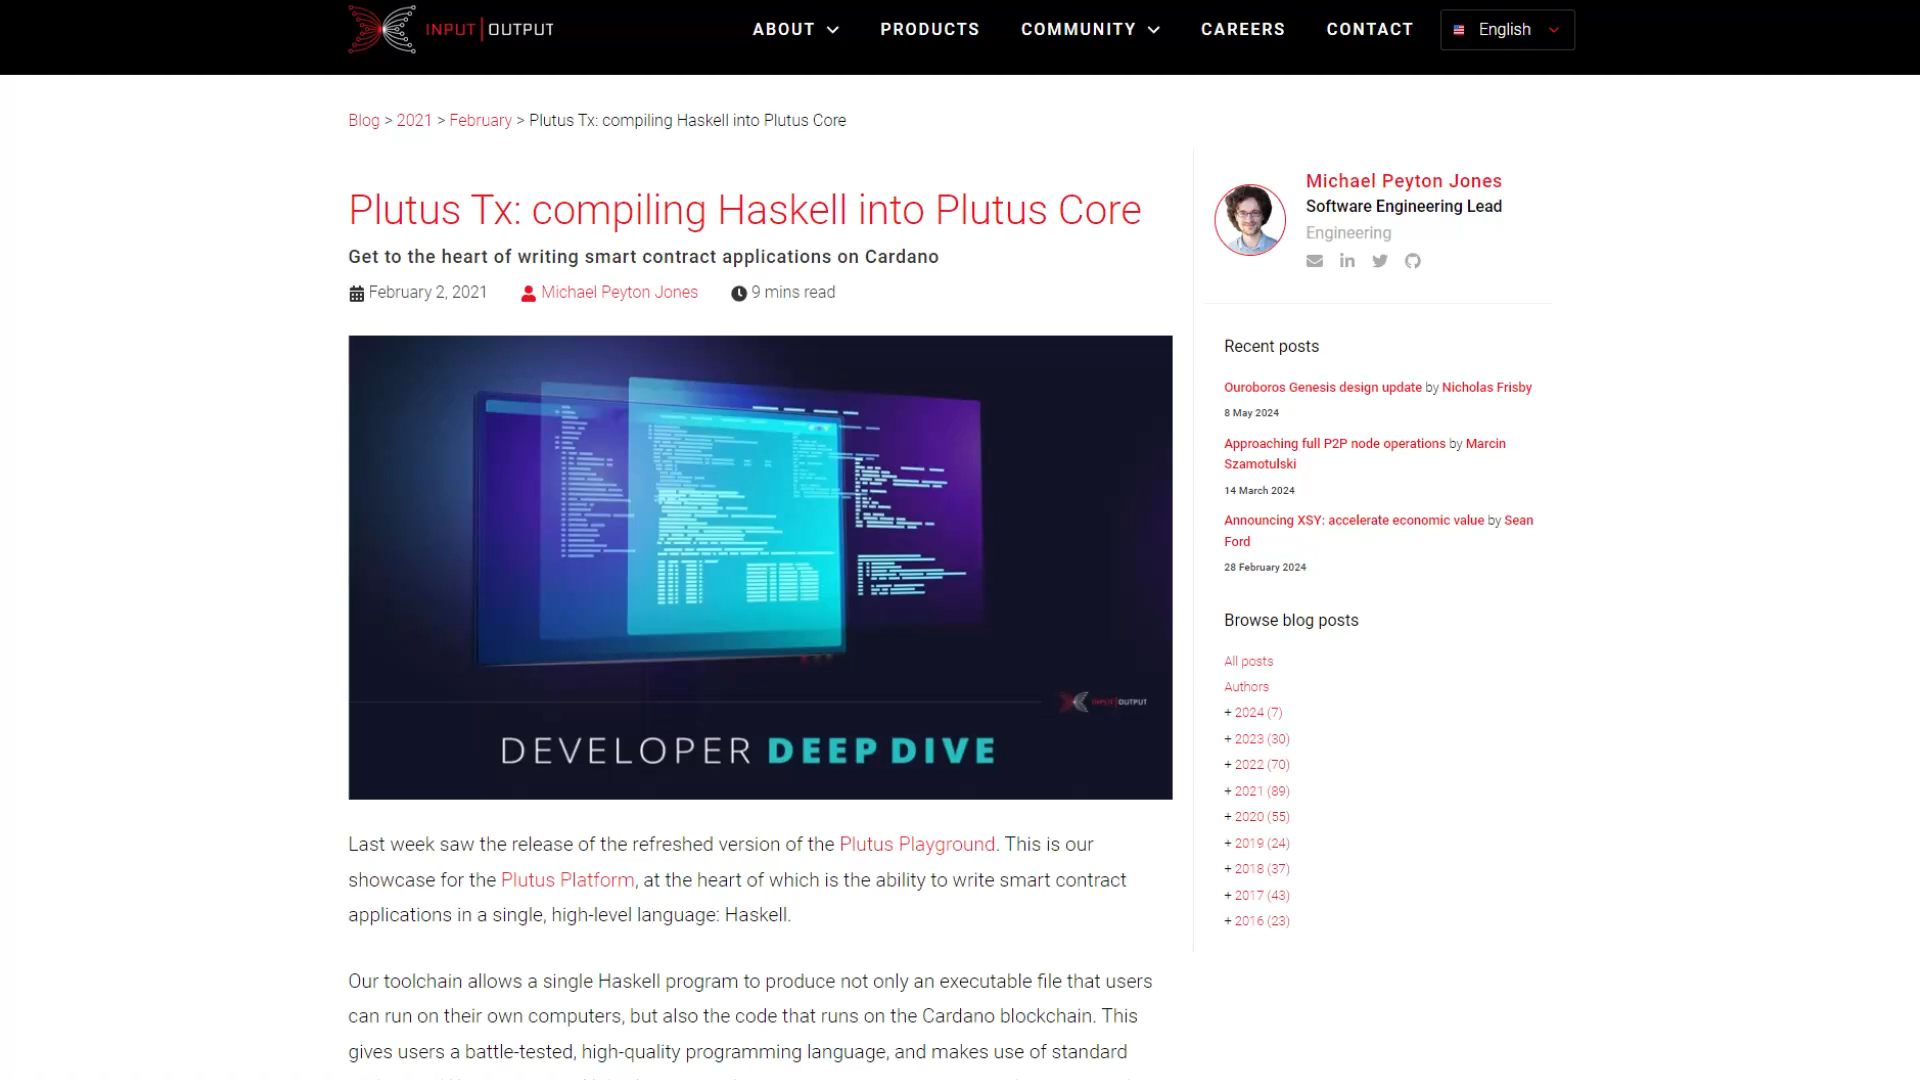 INPUT|OUTPUT
ABOUT PRODUCTS COMMUNITY CAREERS CONTACT English
Blog > 2021 > February > Plutus Tx: compiling Haskell into Plutus Core
Plutus Tx: compiling Haskell into Plutus Core
Get to the heart of writing smart contract applications on Cardano
February 2, 2021 Michael Peyton Jones 9 mins read
INPUT|OUTPUT
DEVELOPER DEEP DIVE
Last week saw the release of the refreshed version of the Plutus Playground. This is our
showcase for the Plutus Platform, at the heart of which is the ability to write smart contract
applications in a single, high-level language: Haskell.
Our toolchain allows a single Haskell program to produce not only an executable file that users
can run on their own computers, but also the code that runs on the Cardano blockchain. This
gives users a battle-tested, high-quality programming language, and makes use of standard
Michael Peyton Jones
Software Engineering Lead
Engineering
Recent posts
Ouroboros Genesis design update by Nicholas Frisby
8 May 2024
Approaching full P2P node operations by Marcin
Szamotulski
14 March 2024
Announcing XSY: accelerate economic value by Sean
Ford
28 February 2024
Browse blog posts
All posts
Authors
+ 2024 (7)
+ 2023 (30)
+ 2022 (70)
+ 2021 (89)
+ 2020 (55)
+ 2019 (24)
+ 2018 (37)
+ 2017 (43)
+ 2016 (23)